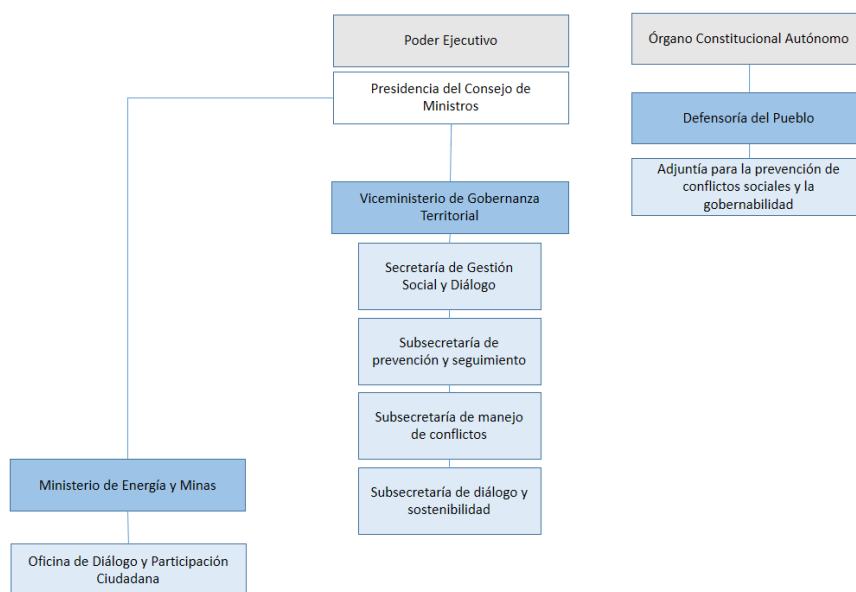 Poder Ejecutivo
Órgano Constitucional Autónomo
Presidencia del Consejo de
Ministros
Defensoría del Pueblo
Adjuntía para la prevención de
conflictos sociales y la
gobernabilidad
Viceministerio de Gobernanza
Territorial
Secretaría de Gestión
Social y Diálogo
Subsecretaría de
prevención y seguimiento
Subsecretaría de manejo
de conflictos
Subsecretaría de diálogo y
sostenibilidad
Ministerio de Energía y Minas
Oficina de Diálogo y Participación
Ciudadana